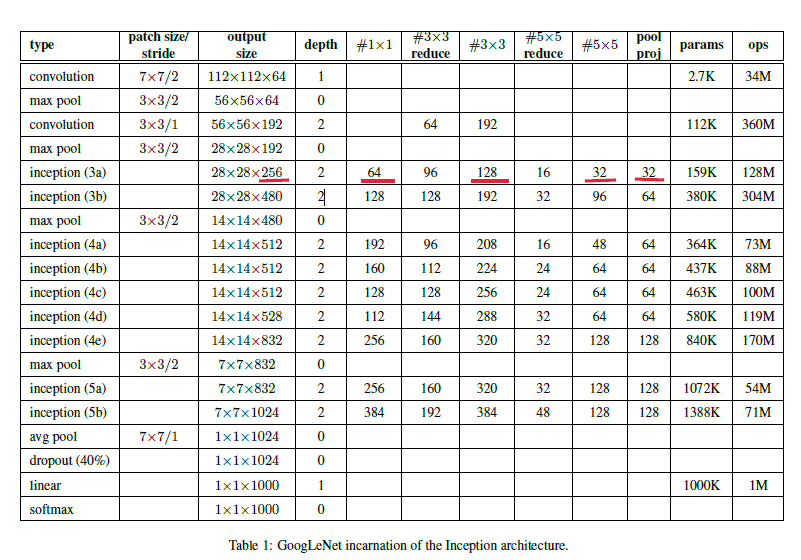 type patch size/ stride output size depth #1×1 #3×3 reduce #3×3 #5×5 reduce #5×5 pool proj params ops
convolution 7×7/2 112×112×64 1 2.7K 34M
max pool 3×3/2 56×56×64 0
convolution 3×3/1 56×56×192 2 64 192 112K 360M
max pool 3×3/2 28×28×192 0
inception (3a) 28×28×256 2 64 96 128 16 32 32 159K 128M
inception (3b) 28×28×480 2 128 128 192 32 96 64 380K 304M
max pool 3×3/2 14×14×480 0
inception (4a) 14×14×512 2 192 96 208 16 48 64 364K 73M
inception (4b) 14×14×512 2 160 112 224 24 64 64 437K 88M
inception (4c) 14×14×512 2 128 128 256 24 64 64 463K 100M
inception (4d) 14×14×528 2 112 144 288 32 64 64 580K 119M
inception (4e) 14×14×832 2 256 160 320 32 128 128 840K 170M
max pool 3×3/2 7×7×832 0
inception (5a) 7×7×832 2 256 160 320 32 128 128 1072K 54M
inception (5b) 7×7×1024 2 384 192 384 48 128 128 1388K 71M
avg pool 7×7/1 1×1×1024 0
dropout (40%) 1×1×1024 0
linear 1×1×1000 1 1000K 1M
softmax 1×1×1000 0
Table 1: GoogLeNet incarnation of the Inception architecture.